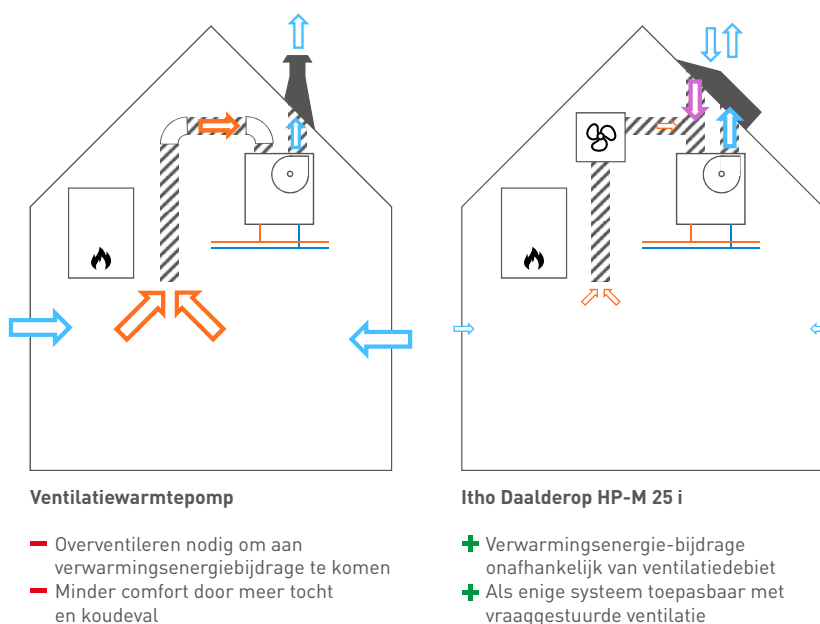 Ventilatiewarmtepomp
Overventileren nodig om aan
verwarmingsenergiebijdrage te komen
Minder comfort door meer tocht
en koudeval
Itho Daalderop HP-M 25 i
Verwarmingsenergie-bijdrage
onafhankelijk van ventilatiedebiet
Als enige systeem toepasbaar met
vraaggestuurde ventilatie